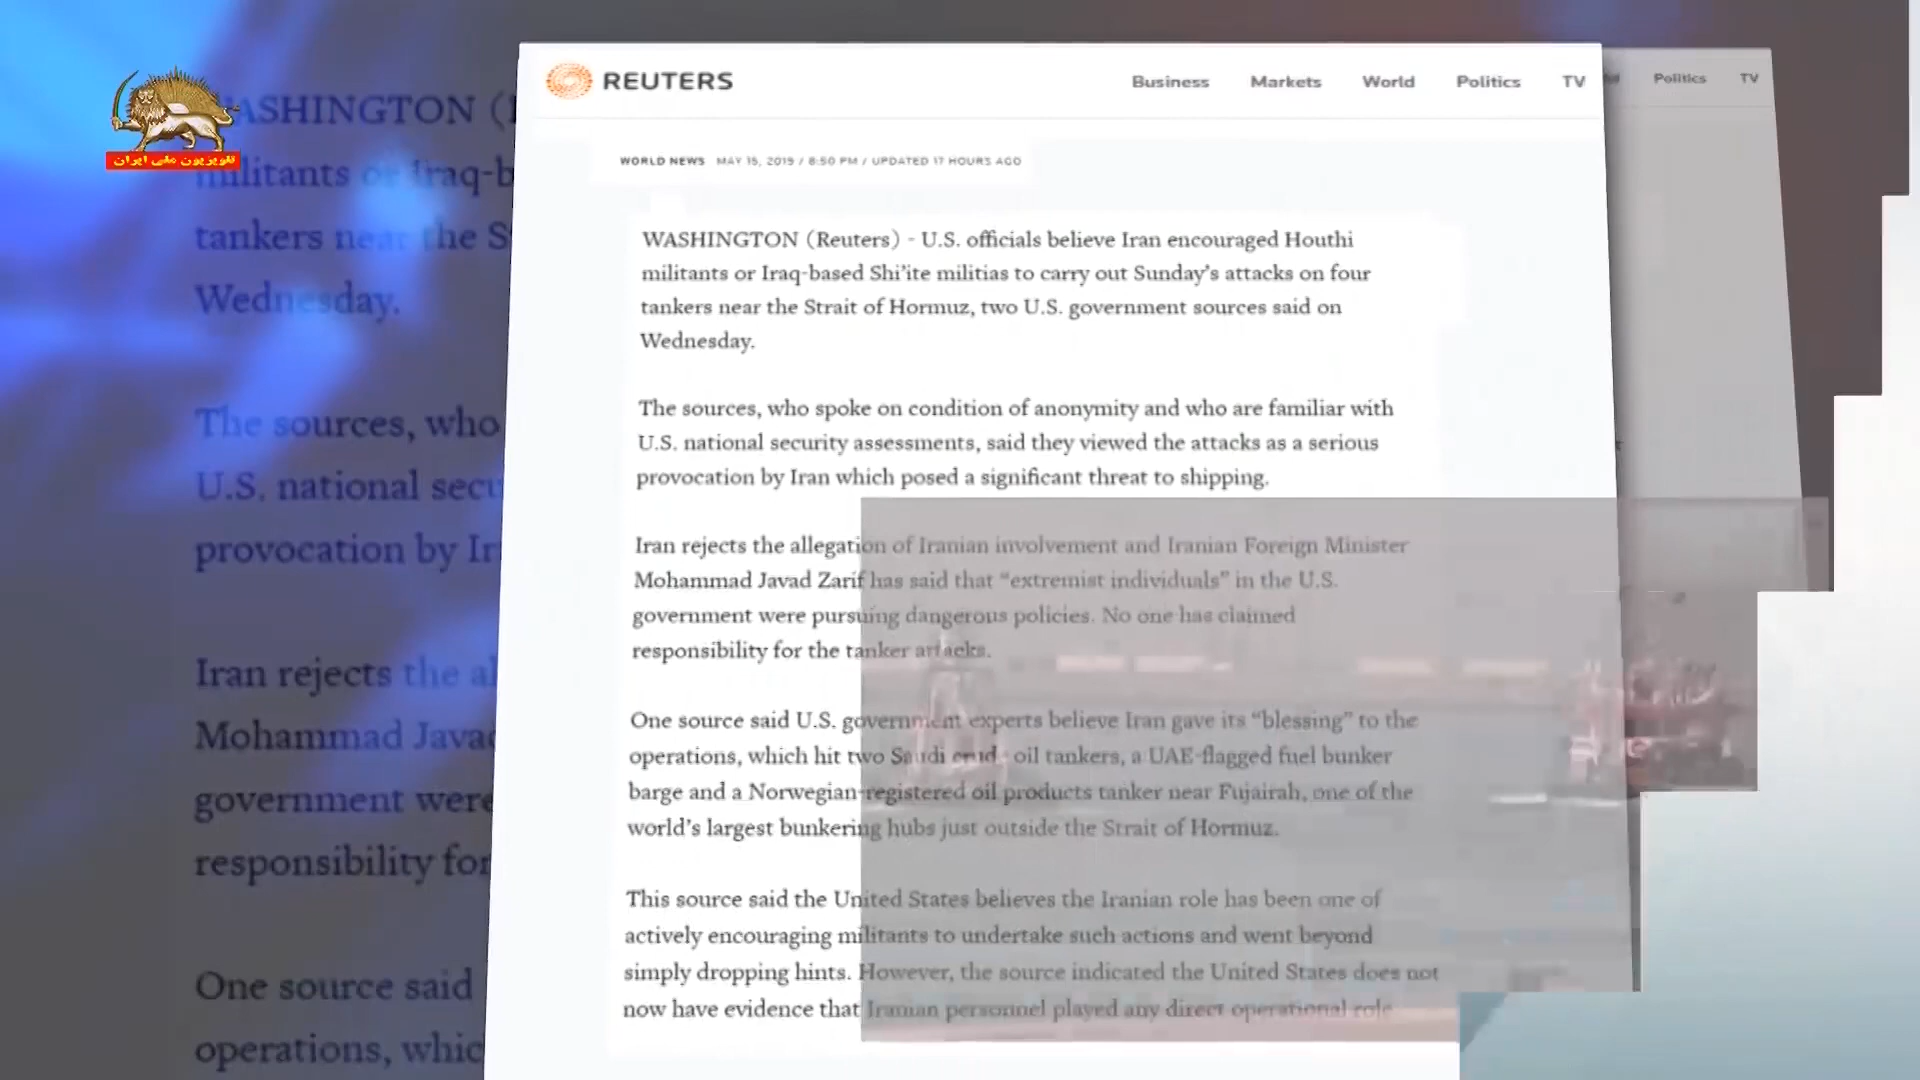 تلویزیون ملی ایران
REUTERS
Business Markets World Politics TV
Politics TV
WORLD NEWS MAY 15, 2019 / 8:50 PM / UPDATED 17 HOURS AGO
WASHINGTON (Reuters) - U.S. officials believe Iran encouraged Houthi
militants or Iraq-based Shi’ite militias to carry out Sunday’s attacks on four
tankers near the Strait of Hormuz, two U.S. government sources said on
Wednesday.
The sources, who spoke on condition of anonymity and who are familiar with
U.S. national security assessments, said they viewed the attacks as a serious
provocation by Iran which posed a significant threat to shipping.
Iran rejects the allegation of Iranian involvement and Iranian Foreign Minister
Mohammad Javad Zarif has said that “extremist individuals” in the U.S.
government were pursuing dangerous policies. No one has claimed
responsibility for the tanker attacks.
One source said U.S. government experts believe Iran gave its “blessing” to the
operations, which hit two Saudi crude oil tankers, a UAE-flagged fuel bunker
barge and a Norwegian-registered oil products tanker near Fujairah, one of the
world’s largest bunkering hubs just outside the Strait of Hormuz.
This source said the United States believes the Iranian role has been one of
actively encouraging militants to undertake such actions and went beyond
simply dropping hints. However, the source indicated the United States does not
now have evidence that Iranian personnel played any direct operational role
WASHINGTON (
militants or Iraq-b
tankers near the S
Wednesday.
The sources, who
U.S. national secu
provocation by Ir
Iran rejects the al
Mohammad Javad
government were
responsibility for
One source said
operations, whic